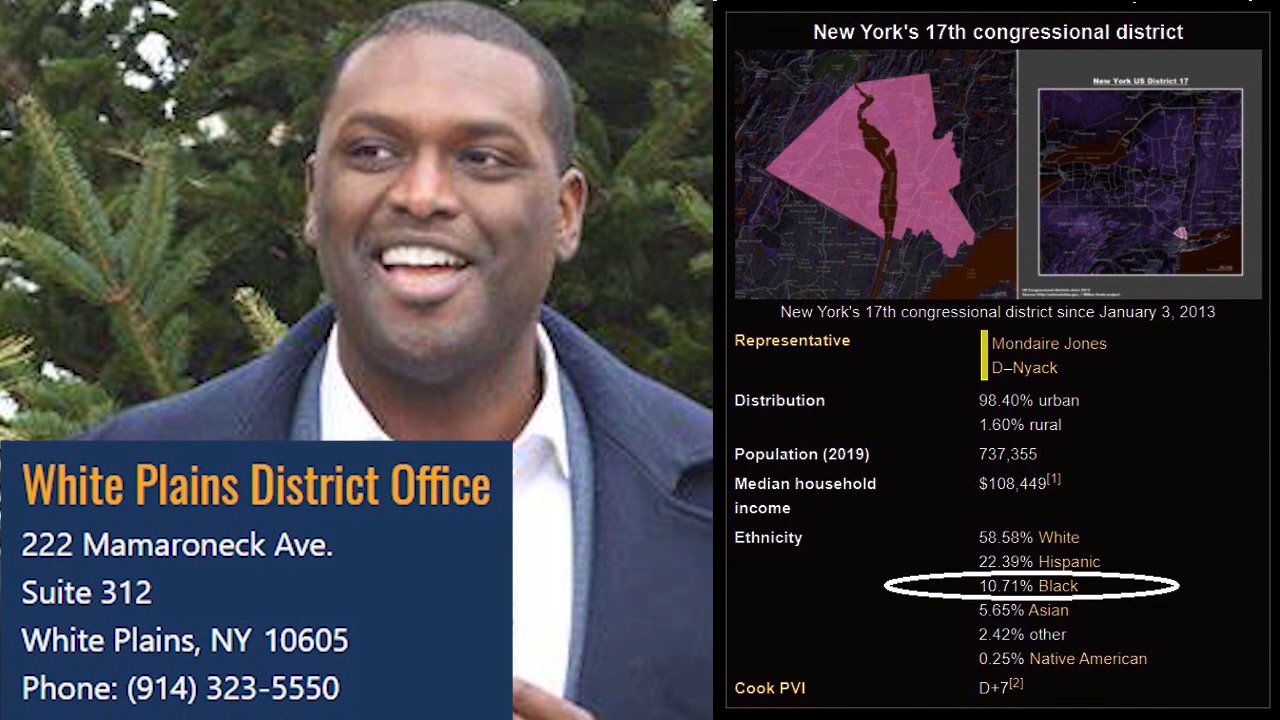 White Plains District Office
222 Mamaroneck Ave.
Suite 312
White Plains, NY 10605
Phone: (914) 323-5550
New York's 17th congressional district
New York US District 17
New York's 17th congressional district since January 3, 2013
Representative
Mondaire Jones
D–Nyack
Distribution
98.40% urban
1.60% rural
Population (2019) 737,355
Median household income
$108,449[1]
Ethnicity
58.58% White
22.39% Hispanic
10.71% Black
5.65% Asian
2.42% other
0.25% Native American
Cook PVI D+7[2]